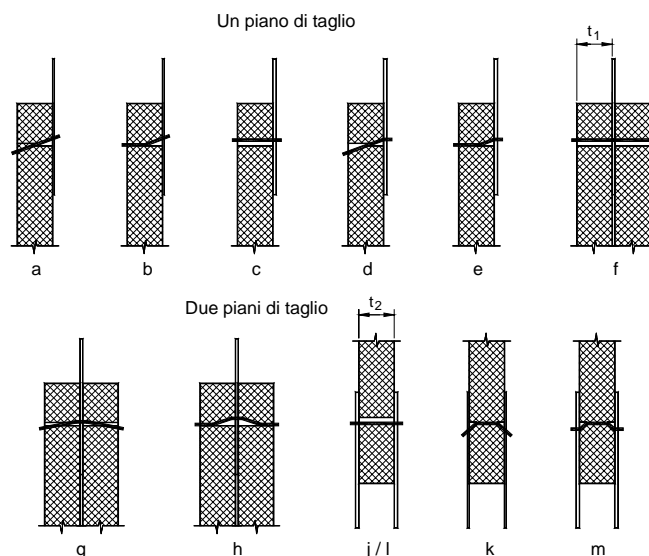 Un piano di taglio
t1
a b c d e f
Due piani di taglio
t2
g h j / l k m